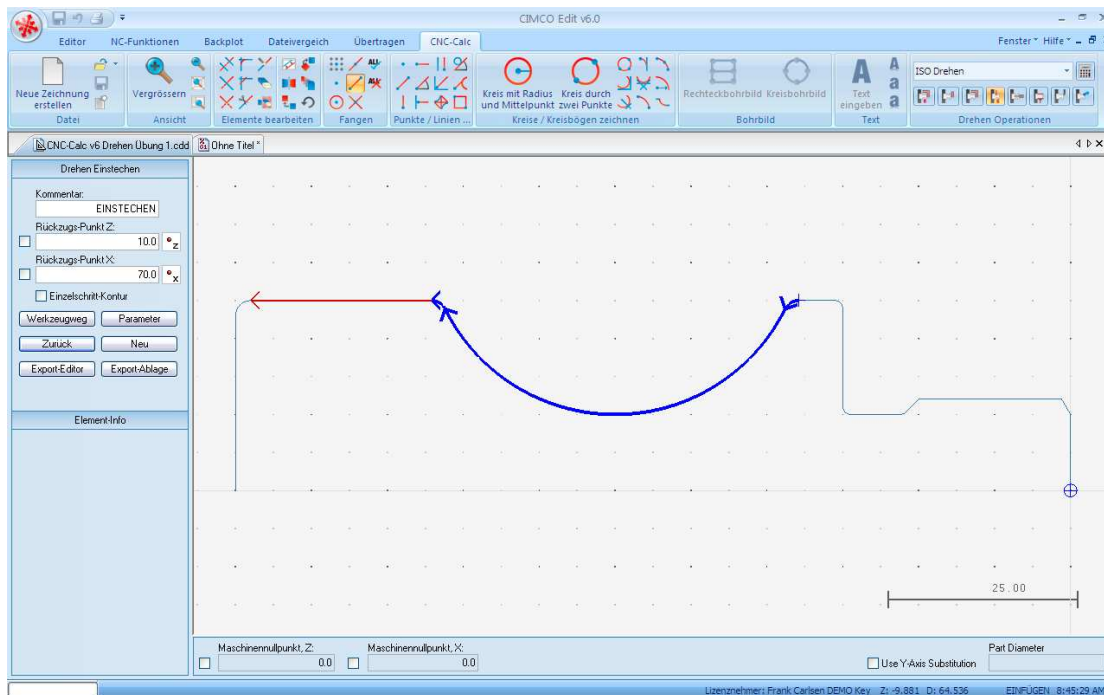 CIMCO Edit v6.0
Editor NC-Funktionen Backplot Dateivergeich Übertragen CNC-Calc Fenster Hilfe
Neue Zeichnung erstellen
Vergrössern
Kreis mit Radius und Mittelpunkt
Kreis durch zwei Punkte
Rechteckbohrbild Kreisbohrbild
Text eingeben
ISO Drehen
Datei Ansicht Elemente bearbeiten Fangen Punkte / Linien ... Kreise / Kreisbögen zeichnen Bohrbild Text Drehen Operationen
CNC-Calc v6 Drehen Übung 1.cdd Ohne Titel *
Drehen Einstechen
Kommentar:
EINSTECHEN
Rückzugs-Punkt Z:
10.0
Rückzugs-Punkt X:
70.0
Einzelschritt-Kontur
Werkzeugweg Parameter
Zurück Neu
Export-Editor Export-Ablage
Element-Info
25.00
Maschinennullpunkt, Z: Maschinennullpunkt, X: Part Diameter
0.0 0.0 Use Y-Axis Substitution
Lizenznehmer: Frank Carlsen DEMO Key Z: -9.881 D: 64.536 EINFÜGEN 8:45:29 AM